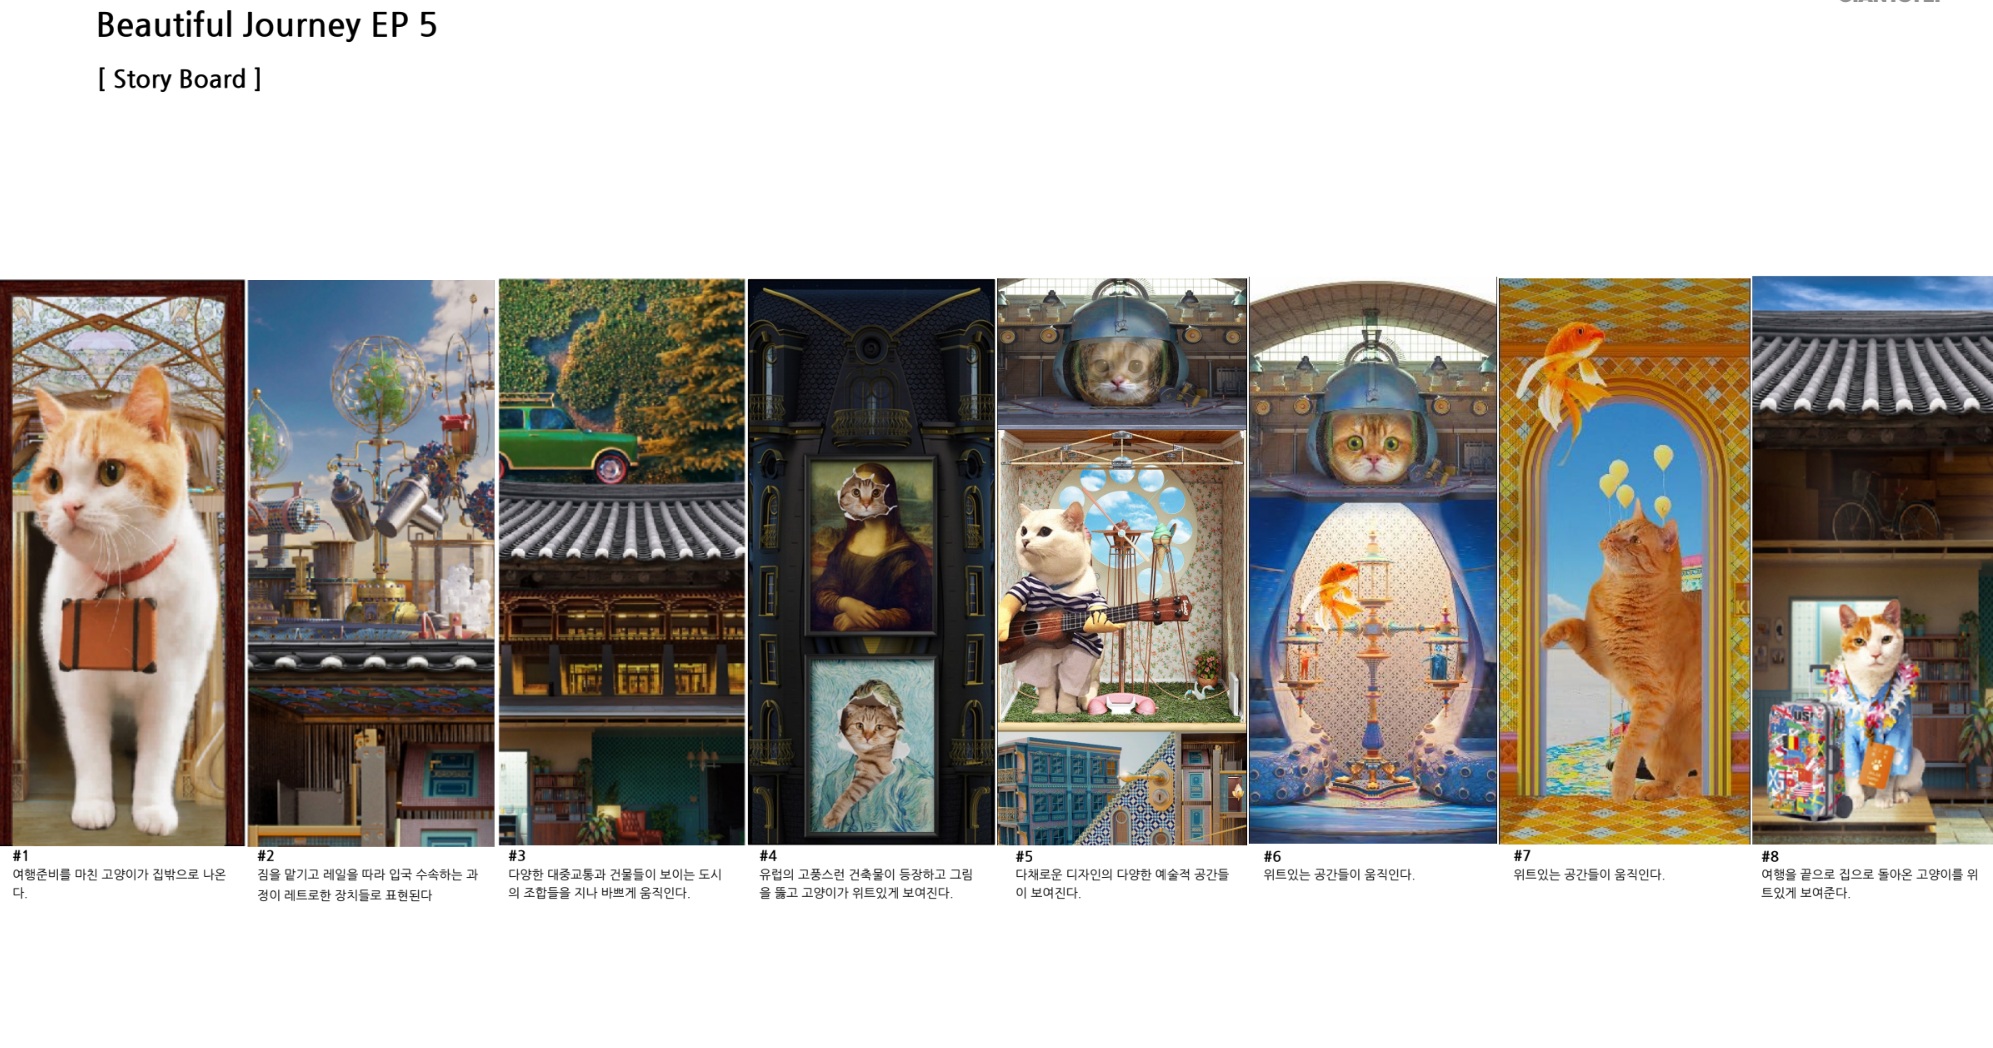 Beautiful Journey EP 5
[ Story Board ]
#1
여행준비를 마친 고양이가 집밖으로 나온
다.
#2
짐을 맡기고 레일을 따라 입국 수속하는 과
정이 레트로한 장치들로 표현된다
#3
다양한 대중교통과 건물들이 보이는 도시
의 조합들을 지나 바쁘게 움직인다.
#4
유럽의 고풍스런 건축물이 등장하고 그림
을 뚫고 고양이가 위트있게 보여진다.
#5
다채로운 디자인의 다양한 예술적 공간들
이 보여진다.
#6
위트있는 공간들이 움직인다.
#7
위트있는 공간들이 움직인다.
#8
여행을 끝으로 집으로 돌아온 고양이를 위
트있게 보여준다.